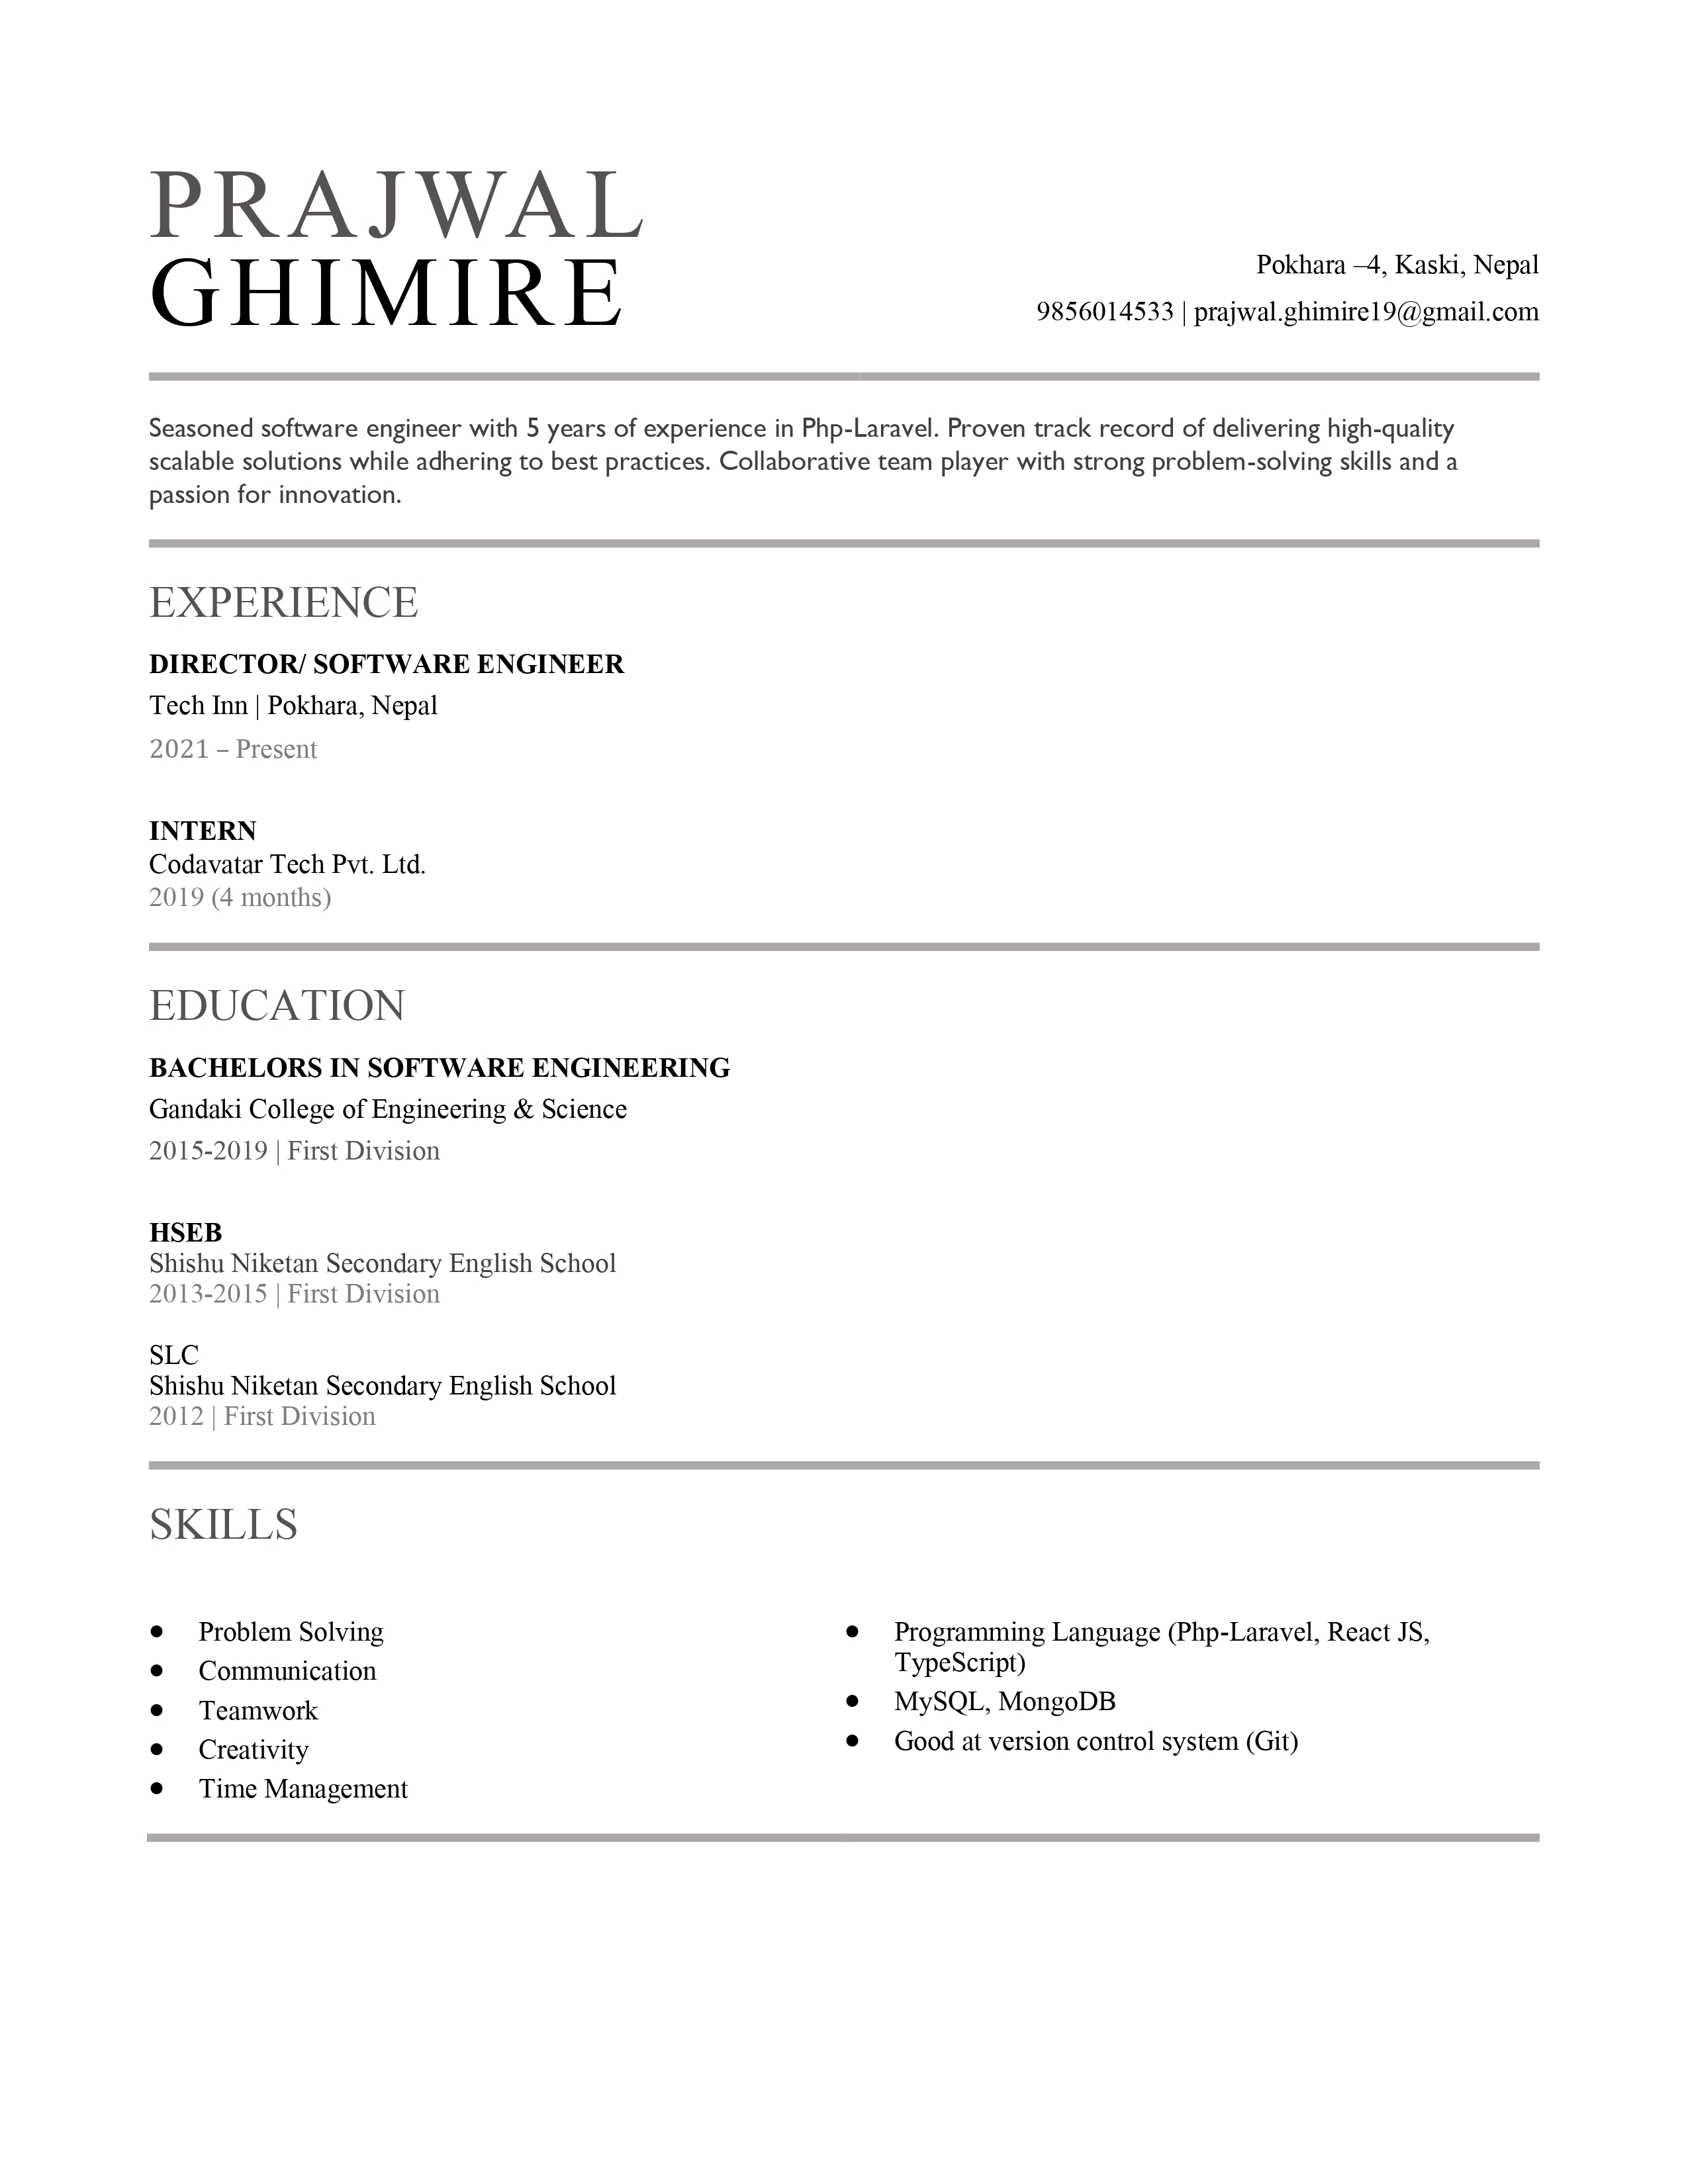 PRAJWAL
GHIMIRE
Pokhara –4, Kaski, Nepal
9856014533 | prajwal.ghimire19@gmail.com
Seasoned software engineer with 5 years of experience in Php-Laravel. Proven track record of delivering high-quality
scalable solutions while adhering to best practices. Collaborative team player with strong problem-solving skills and a
passion for innovation.
EXPERIENCE
DIRECTOR/ SOFTWARE ENGINEER
Tech Inn | Pokhara, Nepal
2021 – Present
INTERN
Codavatar Tech Pvt. Ltd.
2019 (4 months)
EDUCATION
BACHELORS IN SOFTWARE ENGINEERING
Gandaki College of Engineering & Science
2015-2019 | First Division
HSEB
Shishu Niketan Secondary English School
2013-2015 | First Division
SLC
Shishu Niketan Secondary English School
2012 | First Division
SKILLS
● Problem Solving
● Communication
● Teamwork
● Creativity
● Time Management
● Programming Language (Php-Laravel, React JS,
TypeScript)
● MySQL, MongoDB
● Good at version control system (Git)